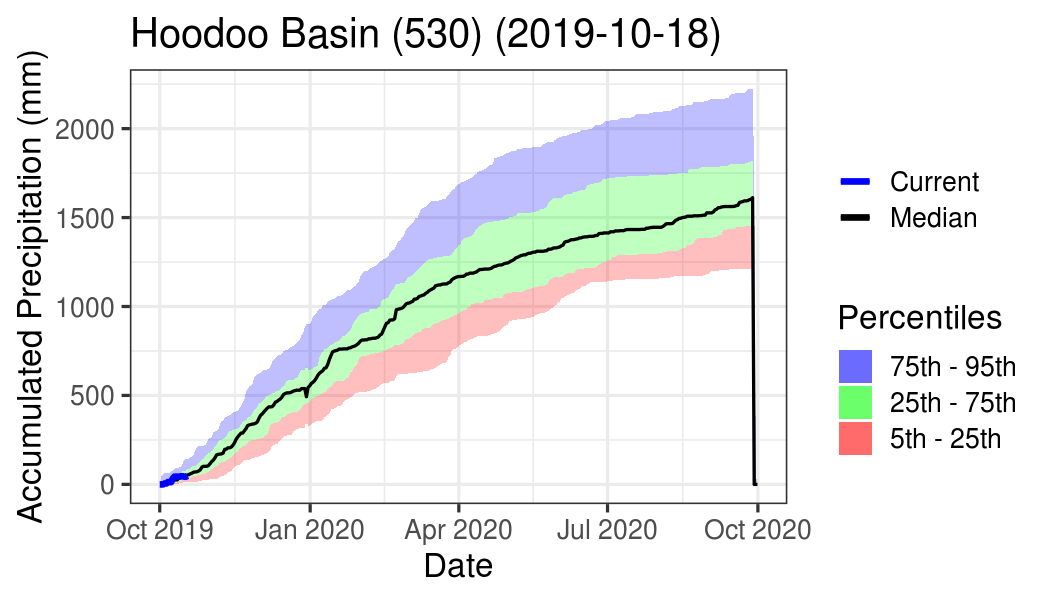 Hoodoo Basin (530) (2019-10-18)
Accumulated Precipitation (mm)
2000
1500
1000
500
0
Oct 2019
Jan 2020
Apr 2020
Jul 2020
Oct 2020
Date
Current
Median
Percentiles
75th - 95th
25th - 75th
5th - 25th